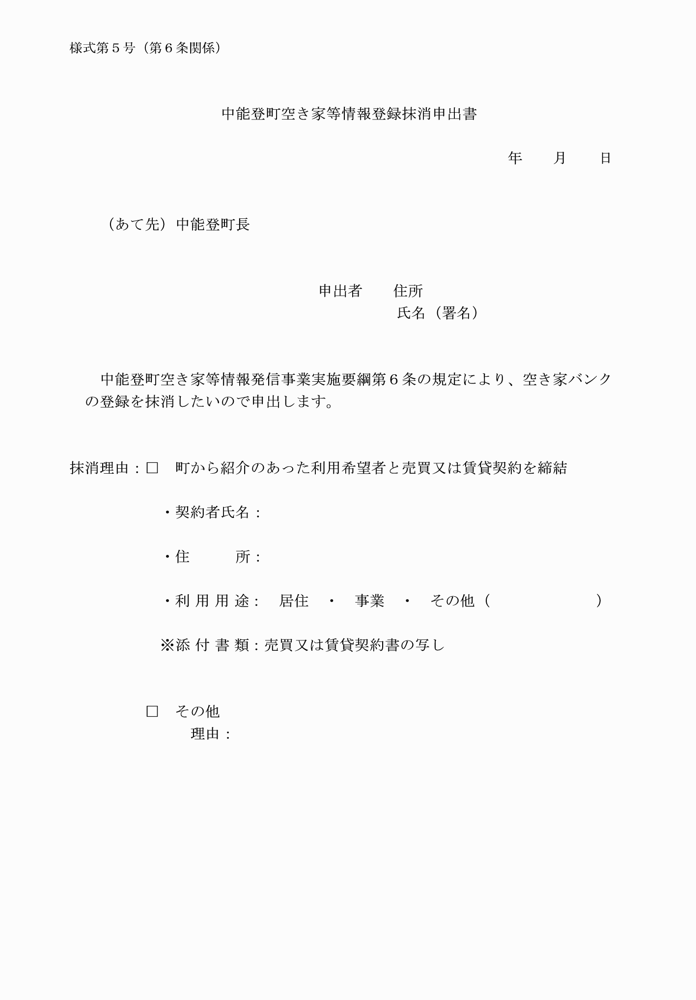 様式第５号（第６条関係）
中能登町空き家等情報登録抹消申出書
年　　月　　日
（あて先）中能登町長
申出者　　住所
氏名（署名）
中能登町空き家等情報発信事業実施要綱第６条の規定により、空き家バンク
の登録を抹消したいので申出します。
抹消理由：□　町から紹介のあった利用希望者と売買又は賃貸契約を締結
・契約者氏名：
・住　　　所：
・利 用 用 途：　居住　・　事業　・　その他（　　　　　　　）
※添 付 書 類：売買又は賃貸契約書の写し
□　その他
理由：